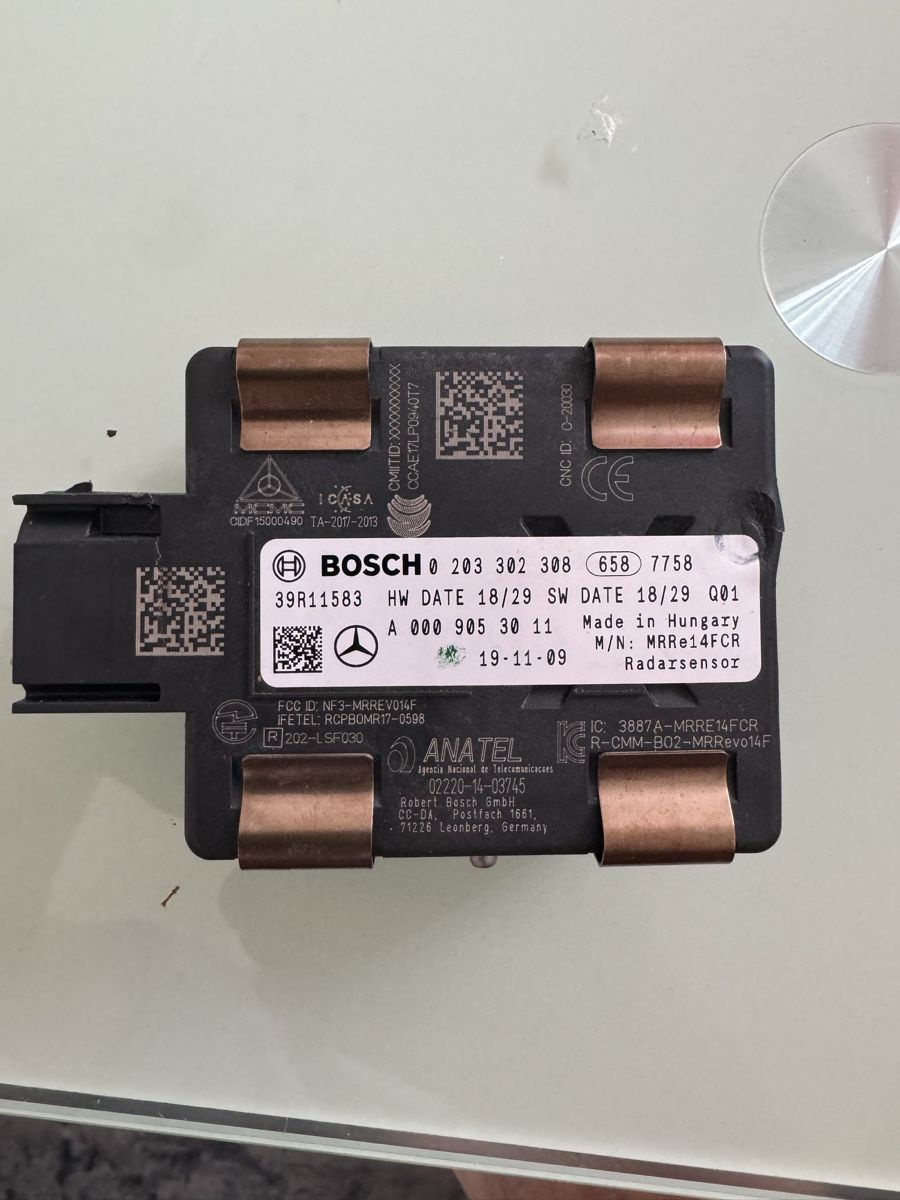 CMIITID:XXXXXXXXXX
CCAE17LP0940T7
CNC ID: C-20030
CE
MCMC
CIDF15000490
ICASA
TA-2017-2013
BOSCH 0 203 302 308 658 7758
39R11583 HW DATE 18/29 SW DATE 18/29 Q01
A 000 905 30 11 Made in Hungary
M/N: MRRe14FCR
19-11-09 Radarsensor
FCC ID: NF3-MRREVO14F
IFETEL: RCPBOMR17-0598
R 202-LSF030
ANATEL
Agência Nacional de Telecomunicações
02220-14-03745
Robert Bosch GmbH
CC-DA, Postfach 1661,
71226 Leonberg, Germany
IC: 3887A-MRRE14FCR
R-CMM-B02-MRRevo14F